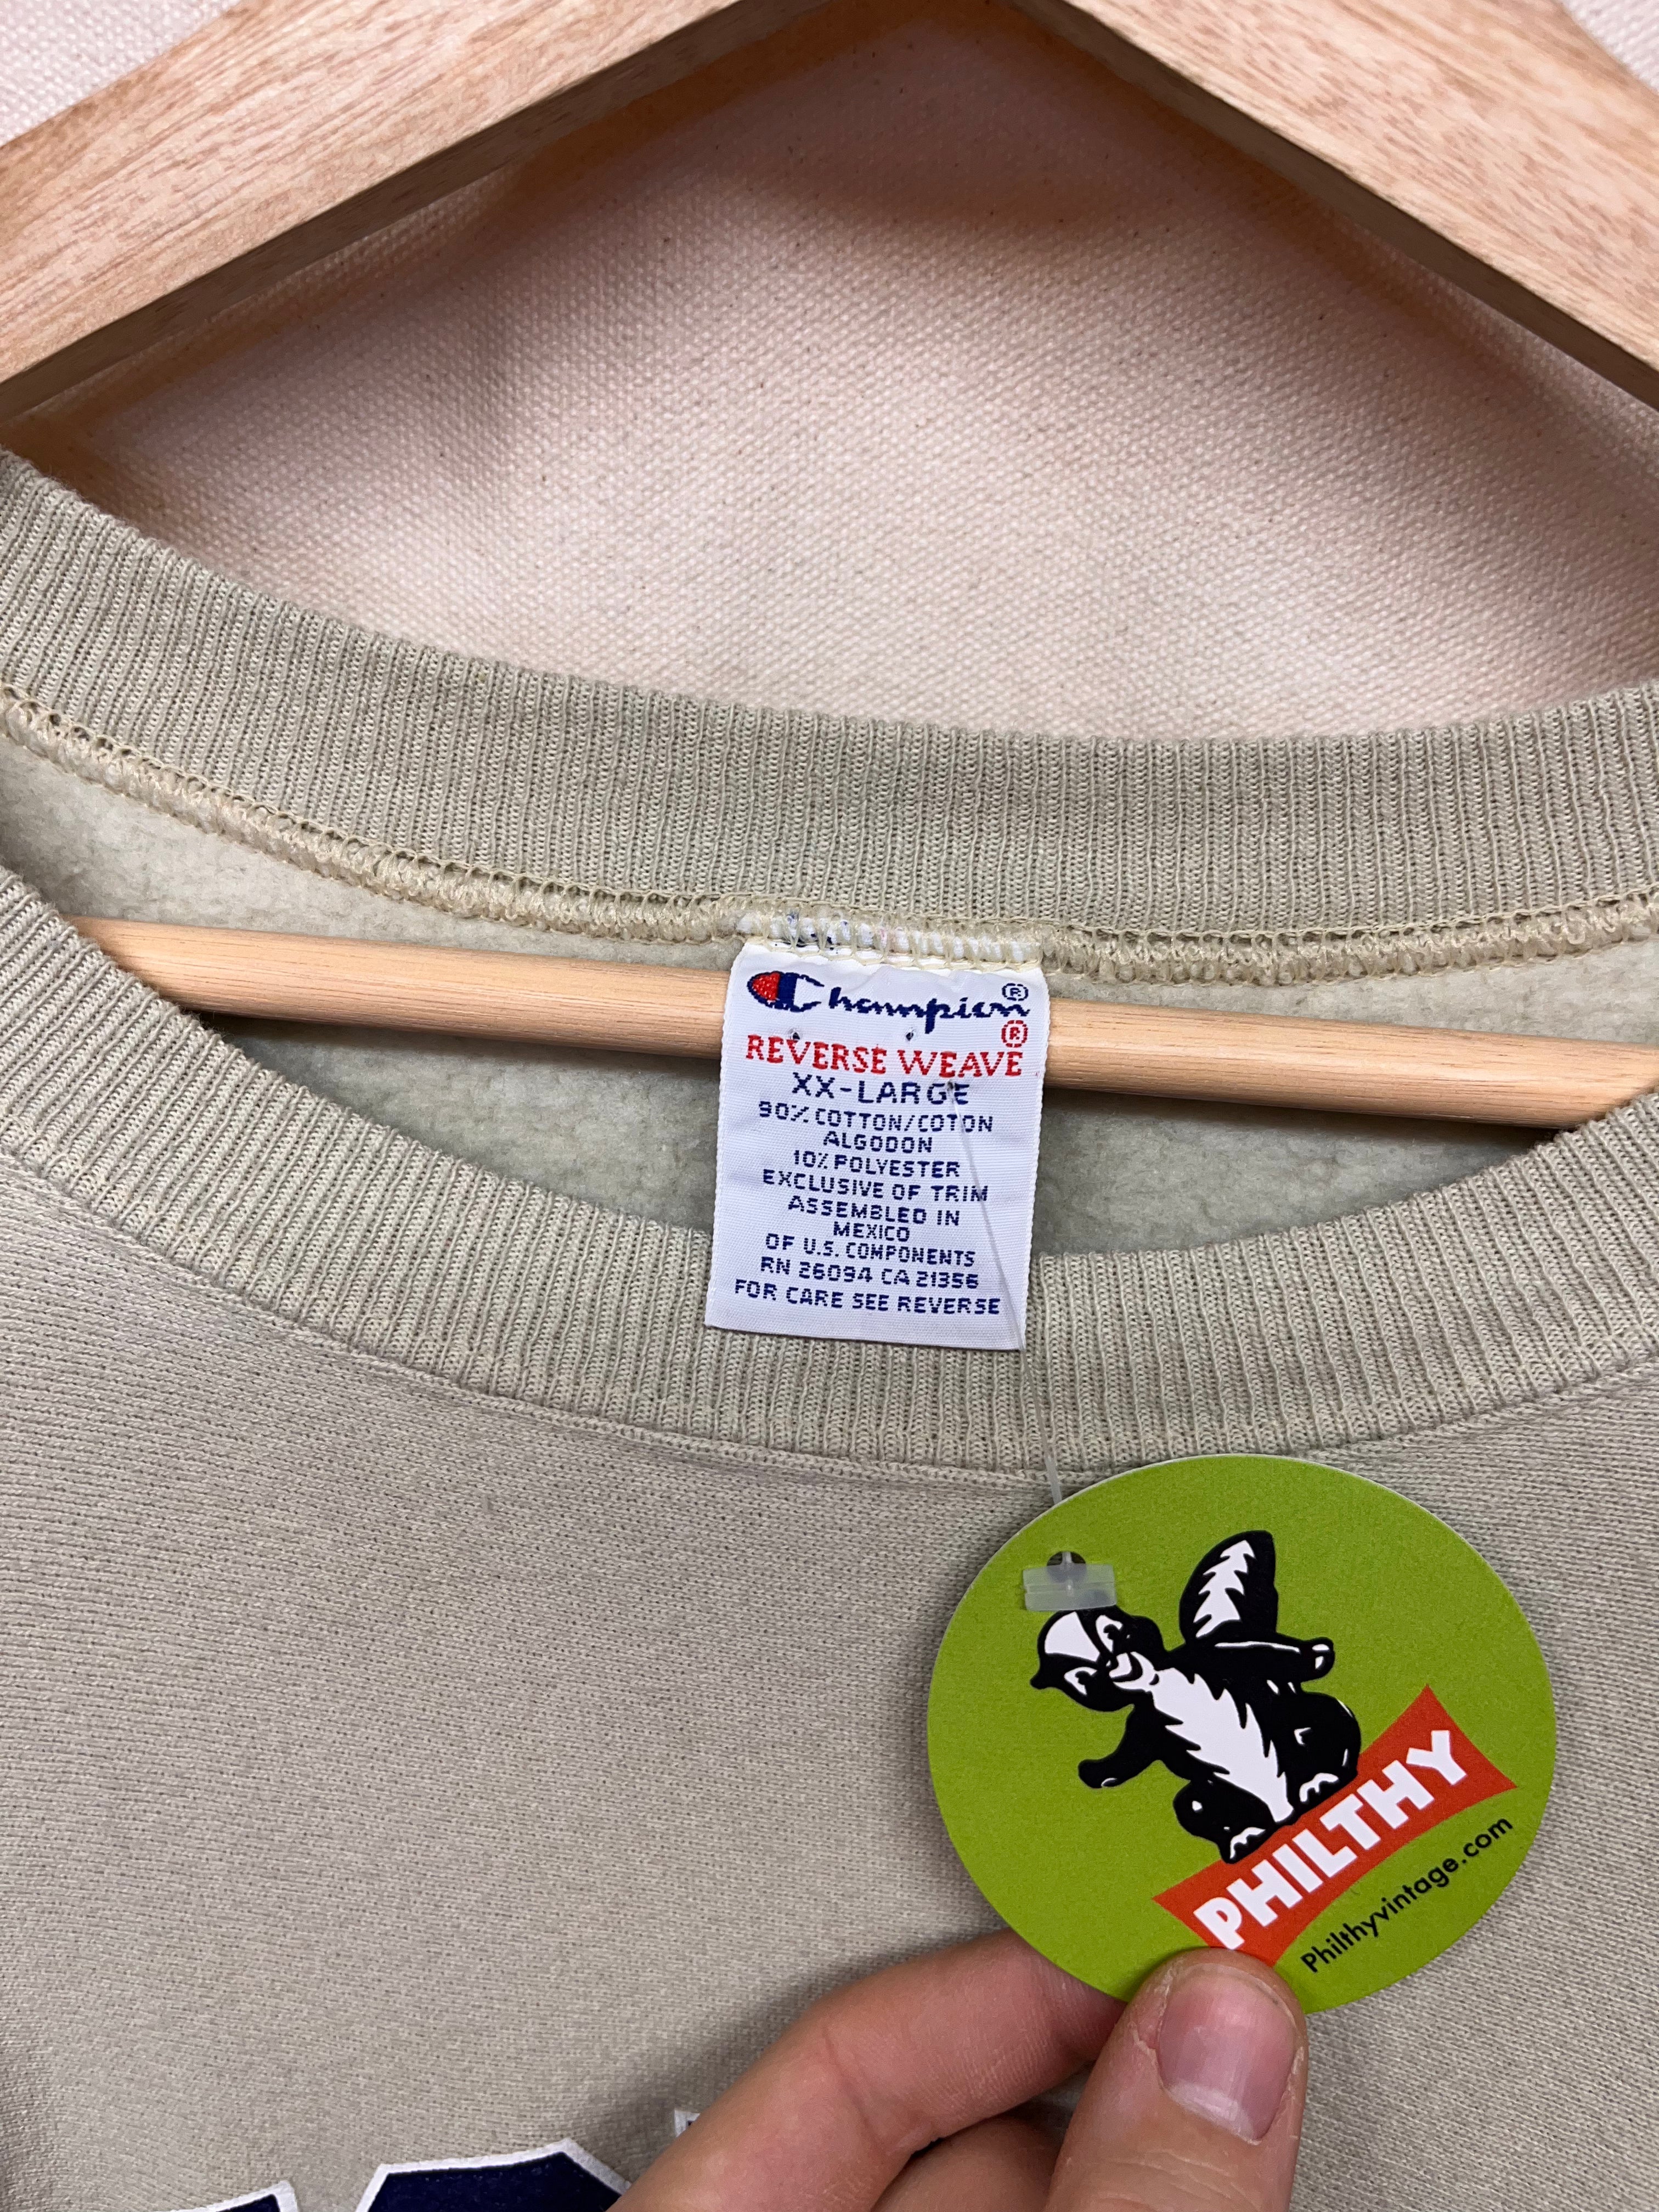 Champion®
REVERSE WEAVE®
XX-LARGE
90% COTTON/COTON
ALGODON
10% POLYESTER
EXCLUSIVE OF TRIM
ASSEMBLED IN
MEXICO
OF U.S. COMPONENTS
RN 26094 CA 21356
FOR CARE SEE REVERSE
PHILTHY
Philthyvintage.com